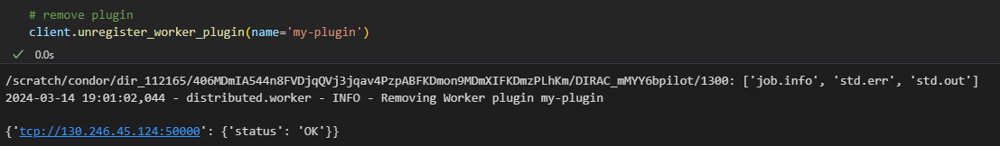 # remove plugin
client.unregister_worker_plugin(name='my-plugin')
0.0s
/scratch/condor/dir_112165/406MDmIA544n8FVDjqQVj3jqav4PzpABFKDmon9MDmXIFKDmzPLhKm/DIRAC_mMYY6bpilot/1300: ['job.info', 'std.err', 'std.out']
2024-03-14 19:01:02,044 - distributed.worker - INFO - Removing Worker plugin my-plugin
{'tcp://130.246.45.124:50000': {'status': 'OK'}}